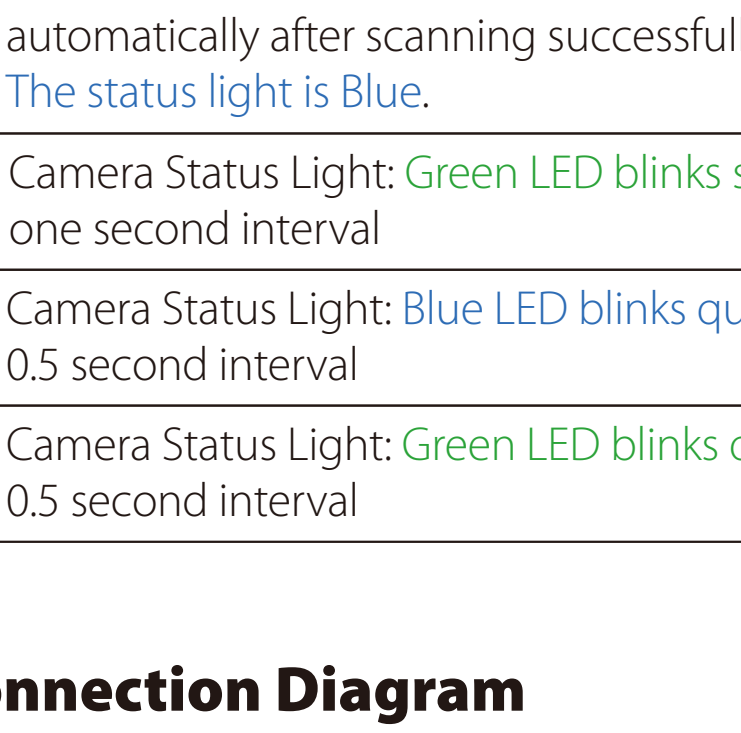 automatically after scanning successfull
The status light is Blue.
Camera Status Light: Green LED blinks
one second interval
Camera Status Light: Blue LED blinks
0.5 second interval
Camera Status Light: Green LED blinks
0.5 second interval
Connection Diagram